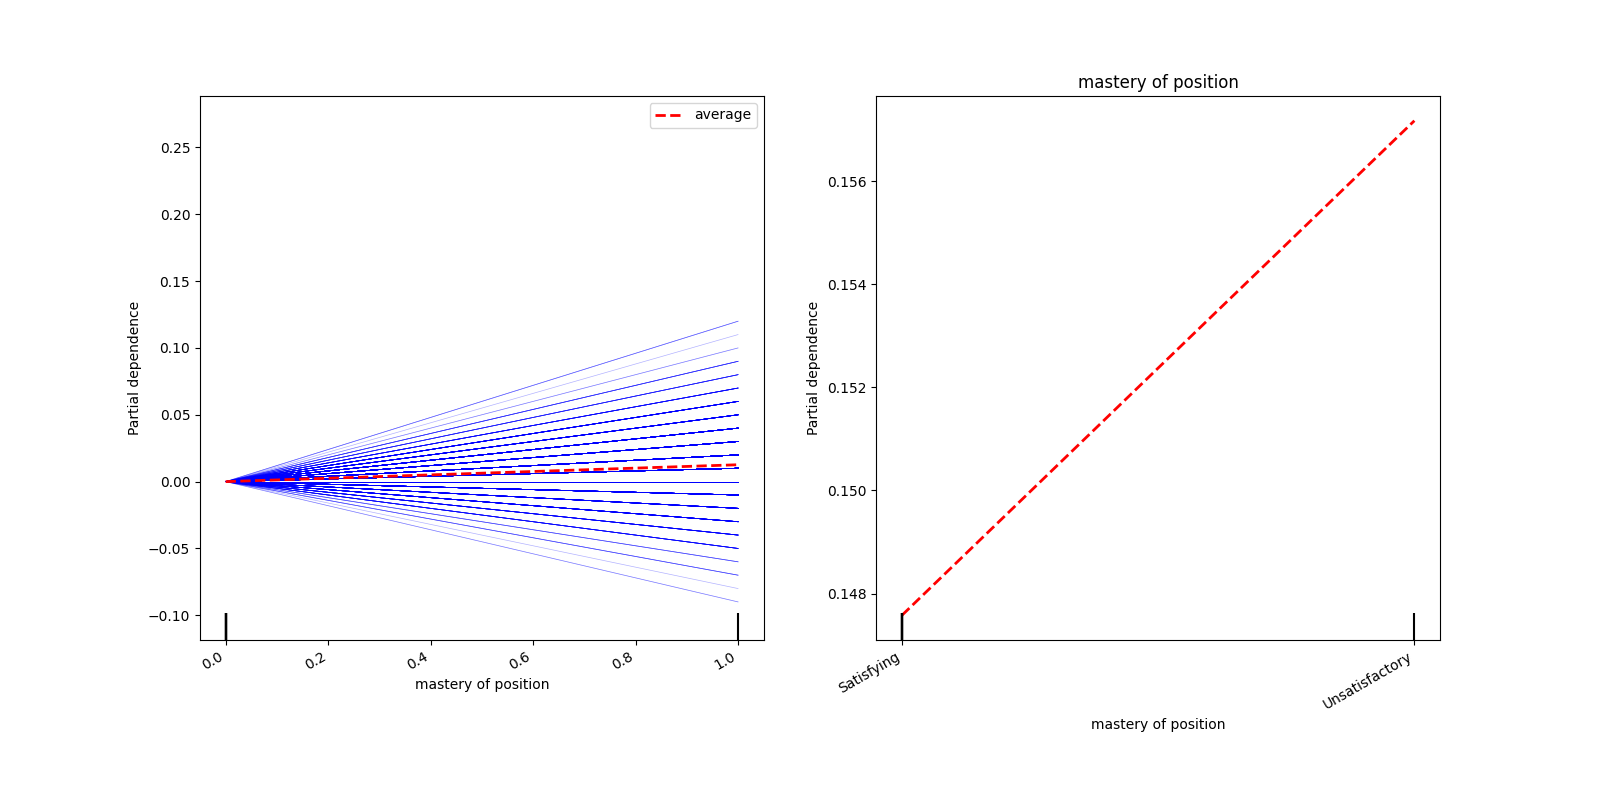 average
0.25
0.20
0.15
0.10
0.05
0.00
−0.05
−0.10
Partial dependence
0.0
0.2
0.4
0.6
0.8
1.0
mastery of position
mastery of position
0.156
0.154
0.152
0.150
0.148
Partial dependence
Satisfying
Unsatisfactory
mastery of position